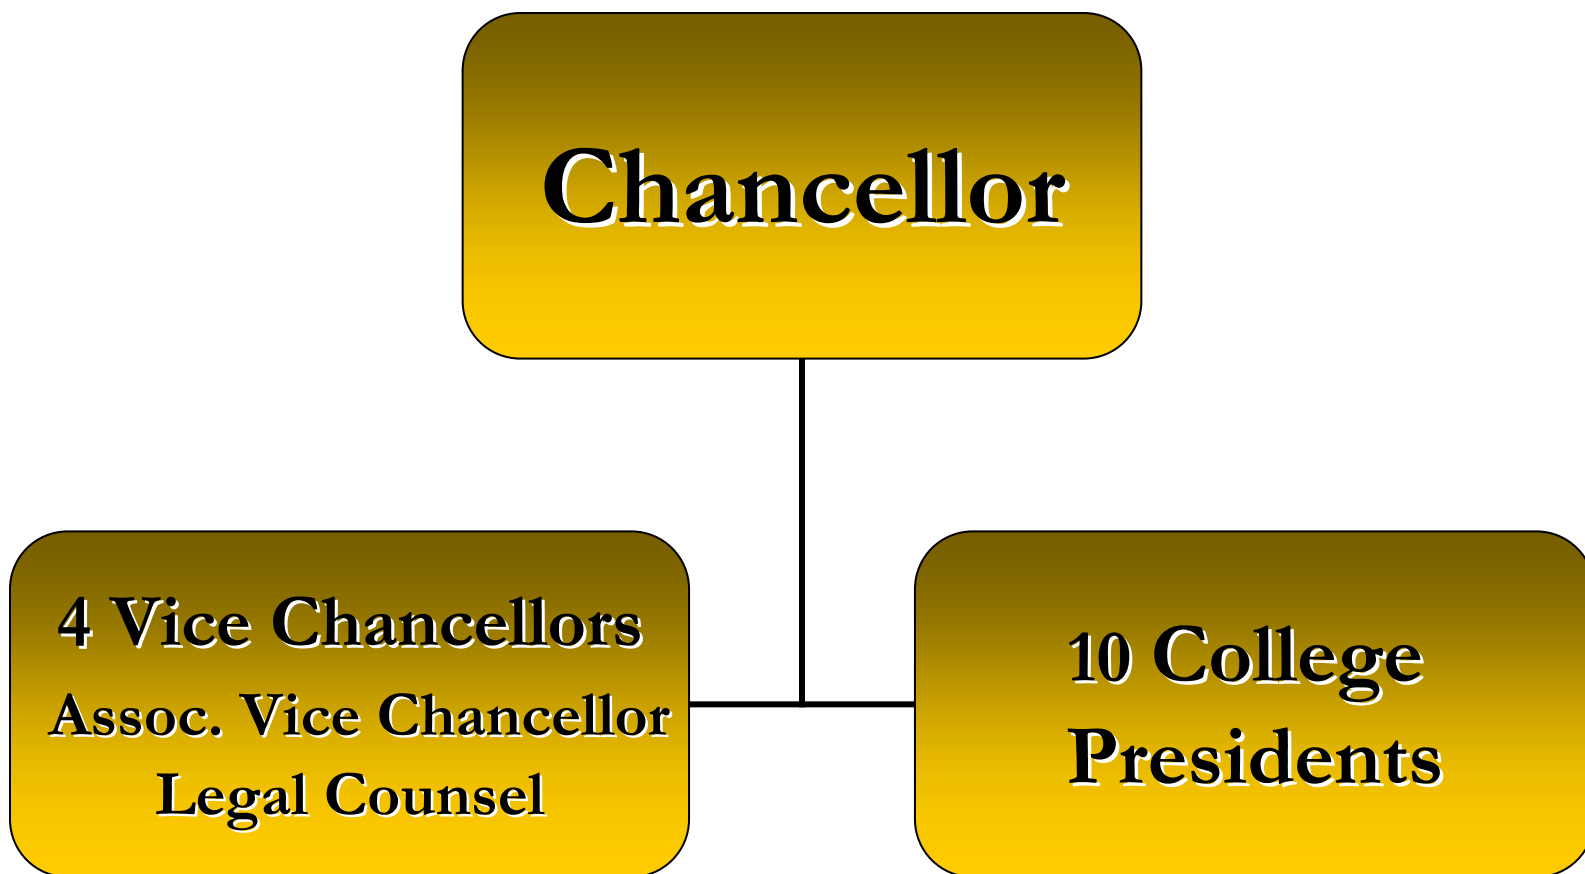 Chancellor
4 Vice Chancellors
Assoc. Vice Chancellor
Legal Counsel
10 College
Presidents